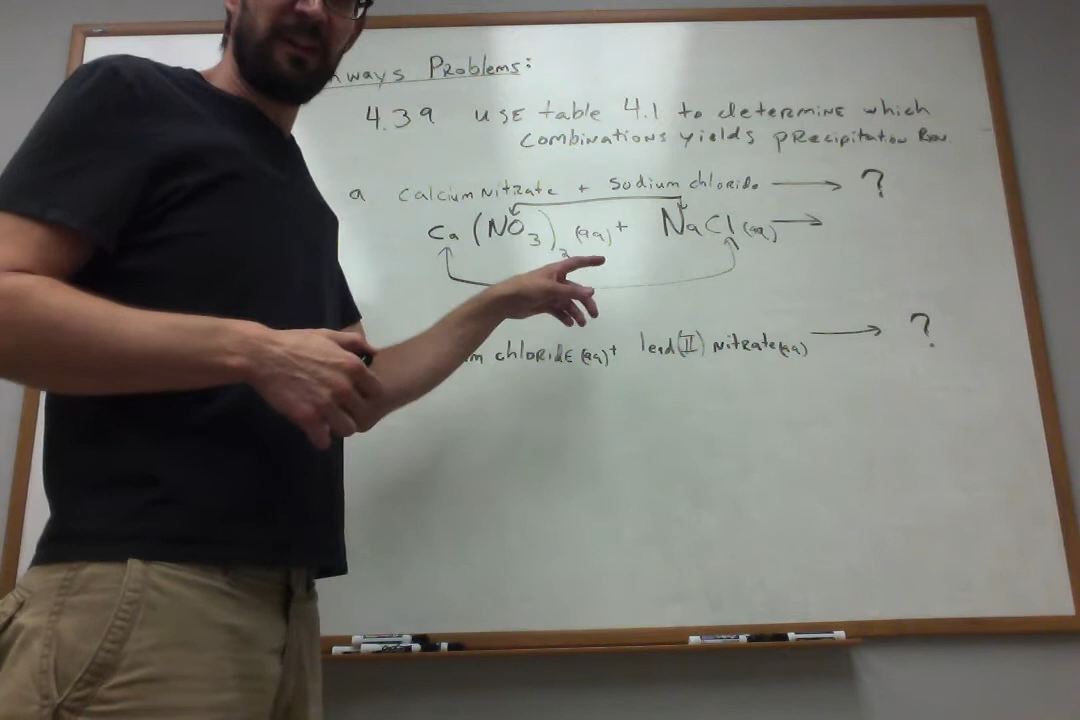 ways Problems:
4.39 USE table 4.1 to determine which
combinations yields precipitation Rxn
a calcium nitrate + Sodium chloride → ?
Ca(NO3)2 (aq) + NaCl (aq) →
m chloride (aq) + lead (II) nitrate (aq) → ?